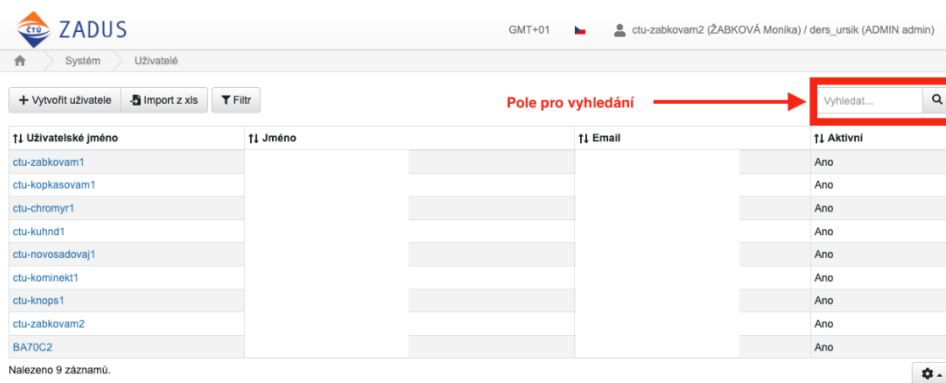 ČTÚ ZADUS GMT+01 ctu-zabkovam2 (ŽABKOVÁ Monika) / ders_ursik (ADMIN admin)
Systém Uživatelé
+ Vytvořit uživatele Import z xls Filtr Pole pro vyhledání Vyhledat...
Uživatelské jméno Jméno Email Aktivní
ctu-zabkovam1 Ano
ctu-kopkasovam1 Ano
ctu-chromyr1 Ano
ctu-kuhnd1 Ano
ctu-novosadovaj1 Ano
ctu-kominekt1 Ano
ctu-knops1 Ano
ctu-zabkovam2 Ano
BA70C2 Ano
Nalezeno 9 záznamů.